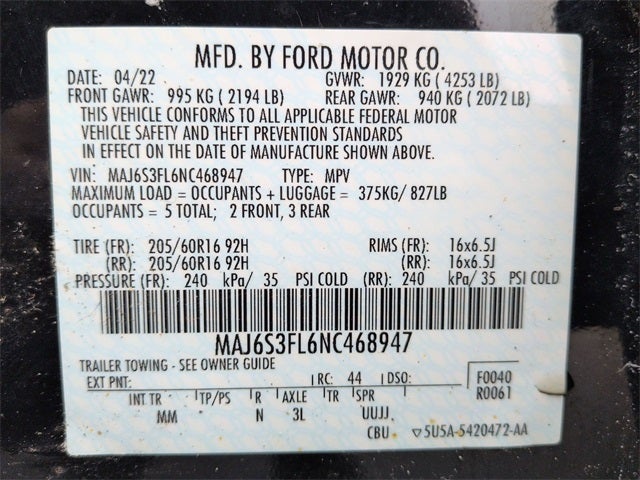 MFD. BY FORD MOTOR CO.
DATE: 04/22 GVWR: 1929 KG ( 4253 LB)
FRONT GAWR: 995 KG ( 2194 LB) REAR GAWR: 940 KG ( 2072 LB)
THIS VEHICLE CONFORMS TO ALL APPLICABLE FEDERAL MOTOR
VEHICLE SAFETY AND THEFT PREVENTION STANDARDS
IN EFFECT ON THE DATE OF MANUFACTURE SHOWN ABOVE.
VIN: MAJ6S3FL6NC468947 TYPE: MPV
MAXIMUM LOAD = OCCUPANTS + LUGGAGE = 375KG/ 827LB
OCCUPANTS = 5 TOTAL; 2 FRONT, 3 REAR
TIRE (FR): 205/60R16 92H RIMS (FR): 16x6.5J
(RR): 205/60R16 92H (RR): 16x6.5J
PRESSURE (FR): 240 kPa/ 35 PSI COLD (RR): 240 kPa/ 35 PSI COLD
MAJ6S3FL6NC468947
TRAILER TOWING - SEE OWNER GUIDE
EXT PNT: RC: 44 DSO: F0040
INT TR TP/PS R AXLE TR SPR R0061
MM N 3L UUJJ
CBU ▽5U5A-5420472-AA